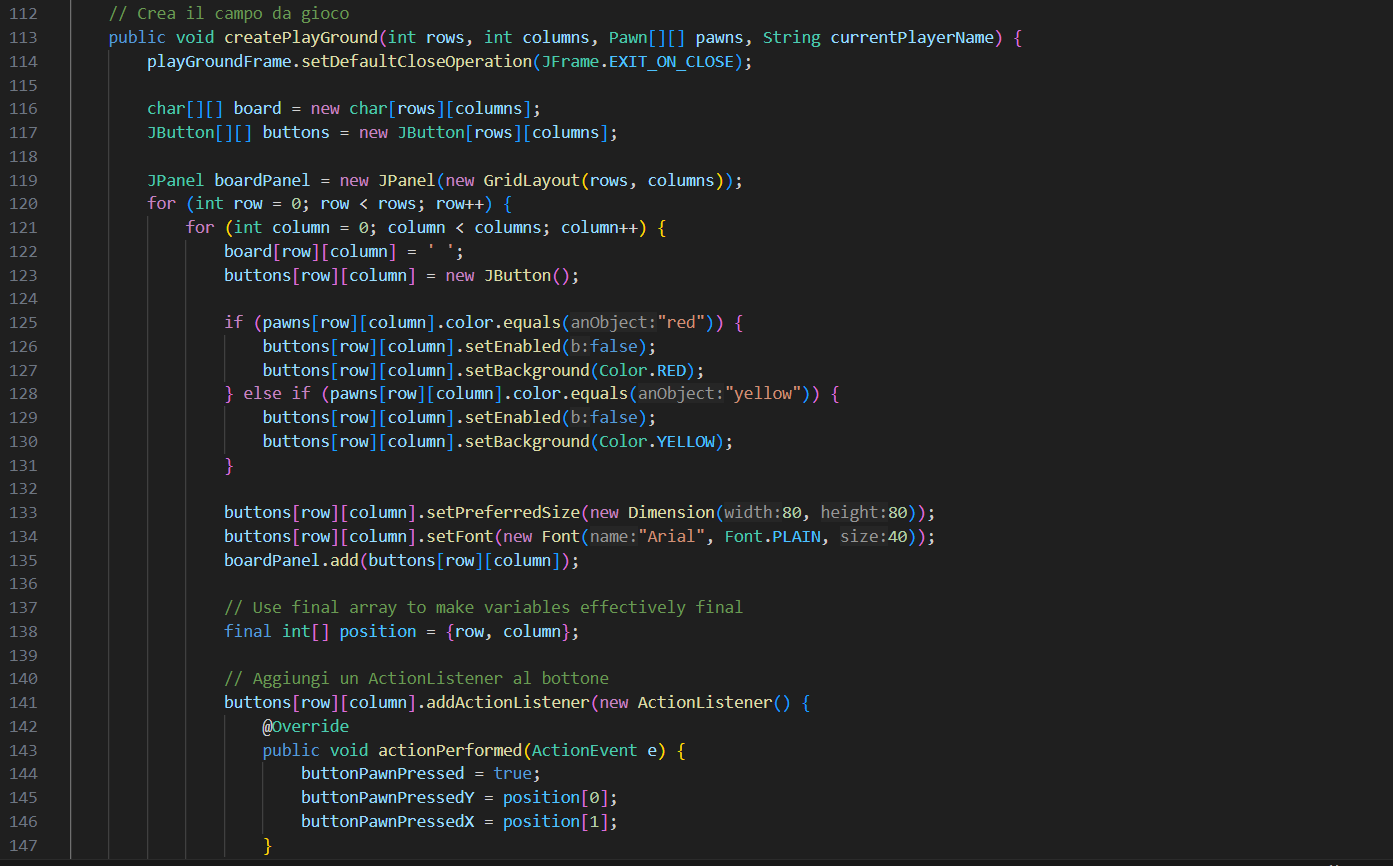 112 // Crea il campo da gioco
113 public void createPlayGround(int rows, int columns, Pawn[][] pawns, String currentPlayerName) {
114 playGroundFrame.setDefaultCloseOperation(JFrame.EXIT_ON_CLOSE);
115
116 char[][] board = new char[rows][columns];
117 JButton[][] buttons = new JButton[rows][columns];
118
119 JPanel boardPanel = new JPanel(new GridLayout(rows, columns));
120 for (int row = 0; row < rows; row++) {
121 for (int column = 0; column < columns; column++) {
122 board[row][column] = ' ';
123 buttons[row][column] = new JButton();
124
125 if (pawns[row][column].color.equals(anObject:"red")) {
126 buttons[row][column].setEnabled(b:false);
127 buttons[row][column].setBackground(Color.RED);
128 } else if (pawns[row][column].color.equals(anObject:"yellow")) {
129 buttons[row][column].setEnabled(b:false);
130 buttons[row][column].setBackground(Color.YELLOW);
131 }
132
133 buttons[row][column].setPreferredSize(new Dimension(width:80, height:80));
134 buttons[row][column].setFont(new Font(name:"Arial", Font.PLAIN, size:40));
135 boardPanel.add(buttons[row][column]);
136
137 // Use final array to make variables effectively final
138 final int[] position = {row, column};
139
140 // Aggiungi un ActionListener al bottone
141 buttons[row][column].addActionListener(new ActionListener() {
142 @Override
143 public void actionPerformed(ActionEvent e) {
144 buttonPawnPressed = true;
145 buttonPawnPressedY = position[0];
146 buttonPawnPressedX = position[1];
147 }